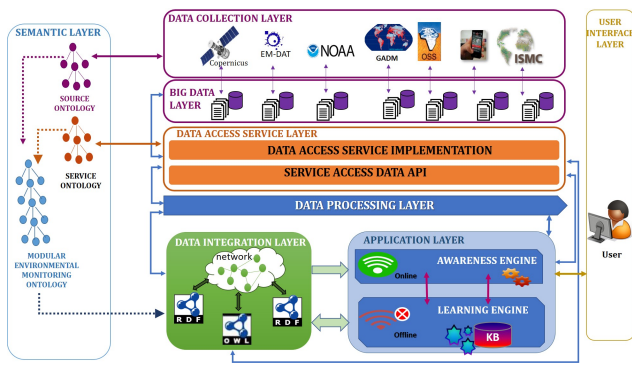 SEMANTIC LAYER
SOURCE
ONTOLOGY
SERVICE
ONTOLOGY
MODULAR
ENVIRONMENTAL
MONITORING
ONTOLOGY
DATA COLLECTION LAYER
Copernicus
EM-DAT
NOAA
GADM
OSS
ISMC
BIG DATA
LAYER
DATA ACCESS SERVICE LAYER
DATA ACCESS SERVICE IMPLEMENTATION
SERVICE ACCESS DATA API
DATA PROCESSING LAYER
DATA INTEGRATION LAYER
network
RDF
OWL
RDF
APPLICATION LAYER
AWARENESS ENGINE
Online
LEARNING ENGINE
Offline
KB
USER
INTERFACE
LAYER
User